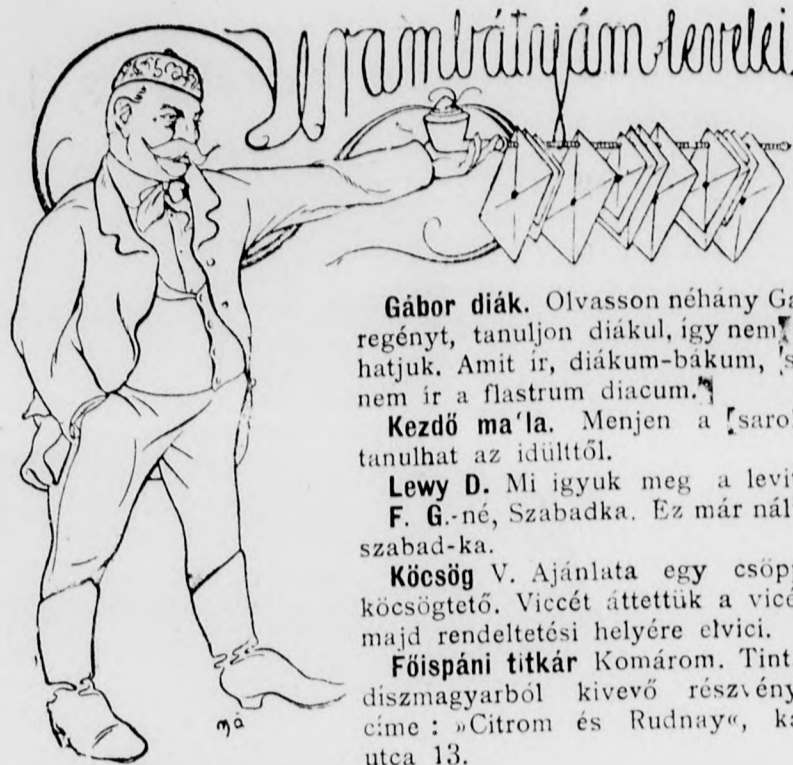 Urambátyám levelei.
Gábor diák. Olvasson néhány
regényt, tanuljon diákul, így nem
hatjuk. Amit ír, diákum-bákum,
nem ír a flastrum diacum.
Kezdő ma'la. Menjen a
tanulhat az idülttől.
Lewy D. Mi igyuk meg a
F. G.-né, Szabadka. Ez már
szabad-ka.
Köcsög V. Ajánlata egy
köcsögtető. Viccét áttettük a
majd rendeltetési helyére elvici.
Főispáni titkár Komárom.
diszmagyarból kivevő
címe: »Citrom és Rudnay«,
utca 13.
má